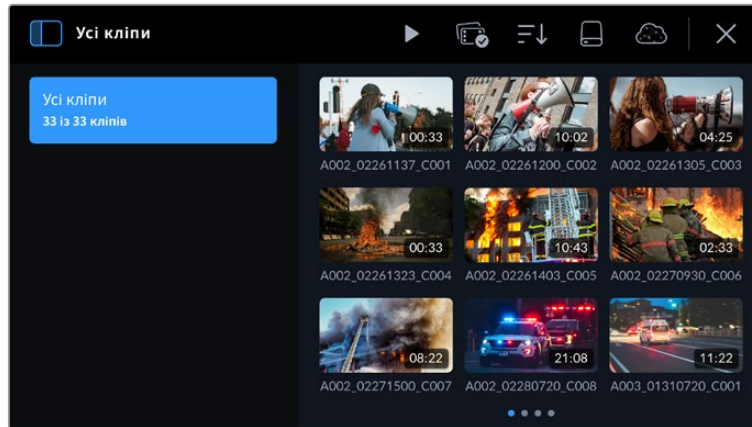 Усі кліпи
Усі кліпи
33 із 33 кліпів
00:33
10:02
04:25
A002_02261137_C001
A002_02261200_C002
A002_02261305_C003
00:33
10:43
02:33
A002_02261323_C004
A002_02261403_C005
A002_02270930_C006
08:22
21:08
11:22
A002_02271500_C007
A002_02280720_C008
A003_01310720_C001